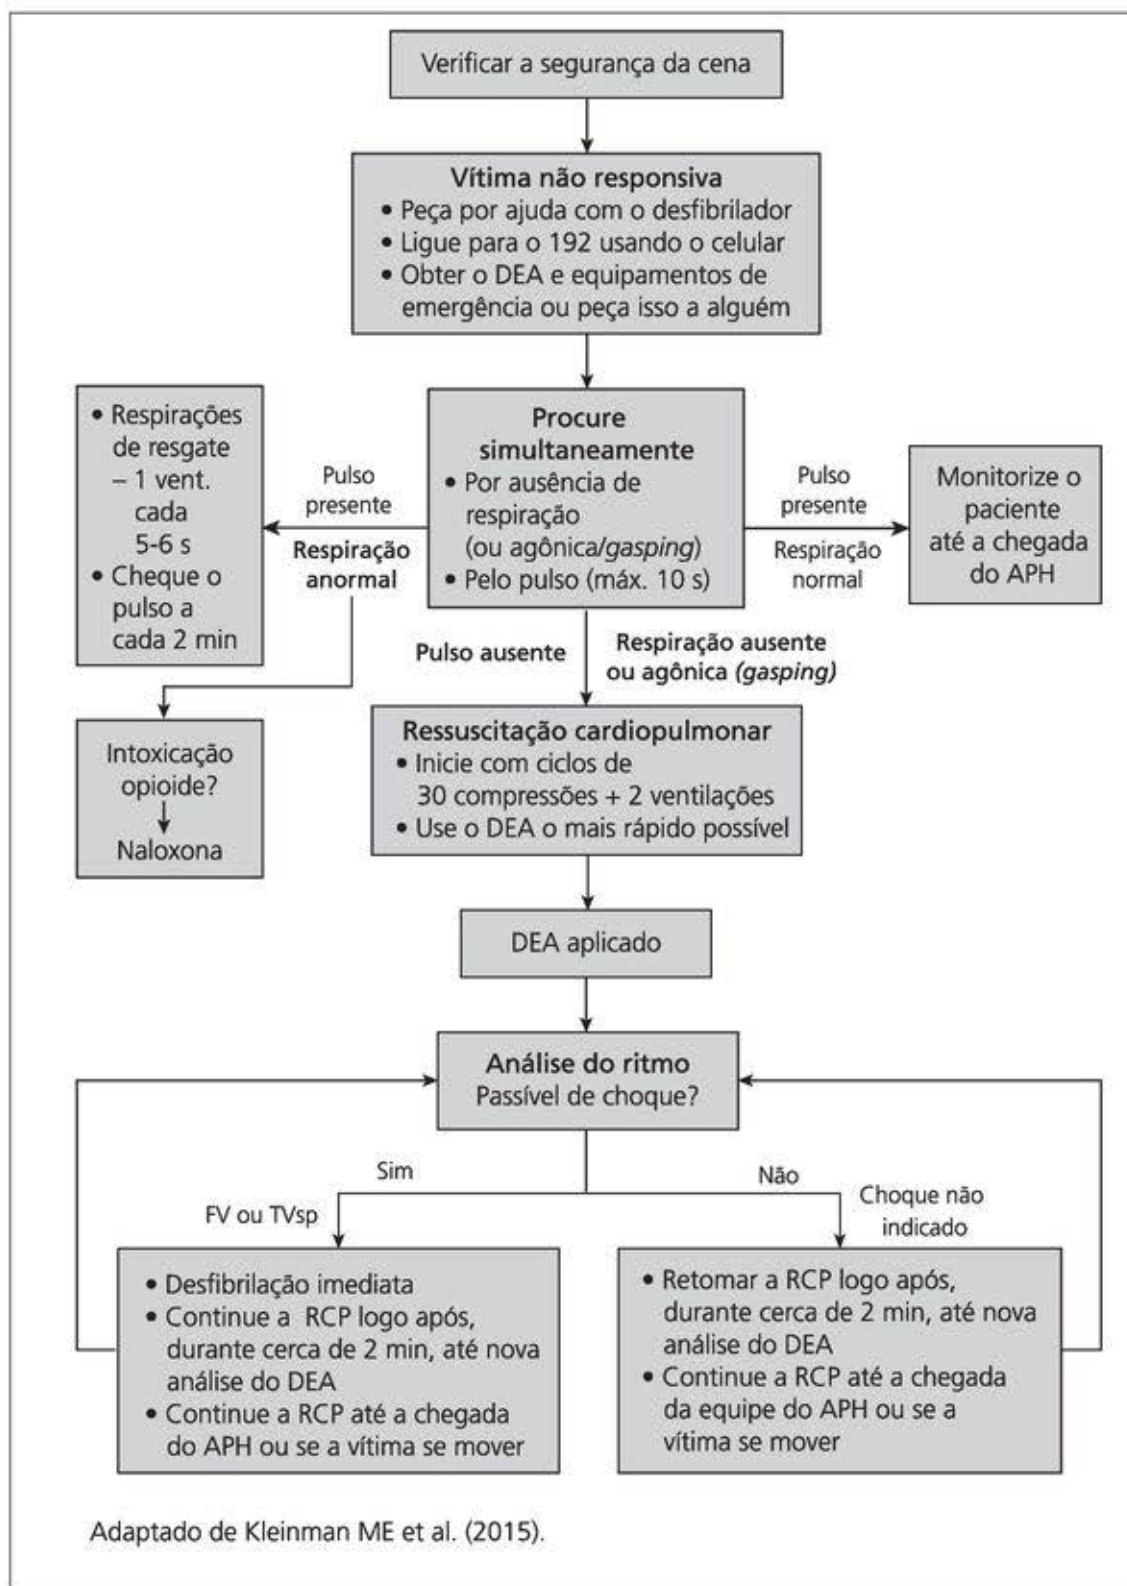 Verificar a segurança da cena
Vítima não responsiva
• Peça por ajuda com o desfibrilador
• Ligue para o 192 usando o celular
• Obter o DEA e equipamentos de
emergência ou peça isso a alguém
• Respirações
de resgate
– 1 vent.
cada
5-6 s
• Cheque o
pulso a
cada 2 min
Pulso
presente
Respiração
anormal
Procure
simultaneamente
• Por ausência de
respiração
(ou agônica/gasping)
• Pelo pulso (máx. 10 s)
Pulso
presente
Respiração
normal
Monitorize o
paciente
até a chegada
do APH
Intoxicação
opioide?
Naloxona
Pulso ausente
Respiração ausente
ou agônica (gasping)
Ressuscitação cardiopulmonar
• Inicie com ciclos de
30 compressões + 2 ventilações
• Use o DEA o mais rápido possível
DEA aplicado
Análise do ritmo
Passível de choque?
Sim
FV ou TVsp
Não
Choque não
indicado
• Desfibrilação imediata
• Continue a RCP logo após,
durante cerca de 2 min, até nova
análise do DEA
• Continue a RCP até a chegada
do APH ou se a vítima se mover
• Retomar a RCP logo após,
durante cerca de 2 min, até nova
análise do DEA
• Continue a RCP até a chegada
da equipe do APH ou se a
vítima se mover
Adaptado de Kleinman ME et al. (2015).